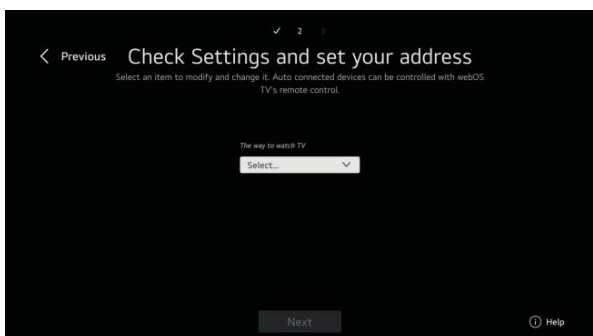 ✓ 2 3
Previous
Check Settings and set your address
Select an item to modify and change it. Auto connected devices can be controlled with webOS
TV's remote control.
The way to watch TV
Select...
Next
Help